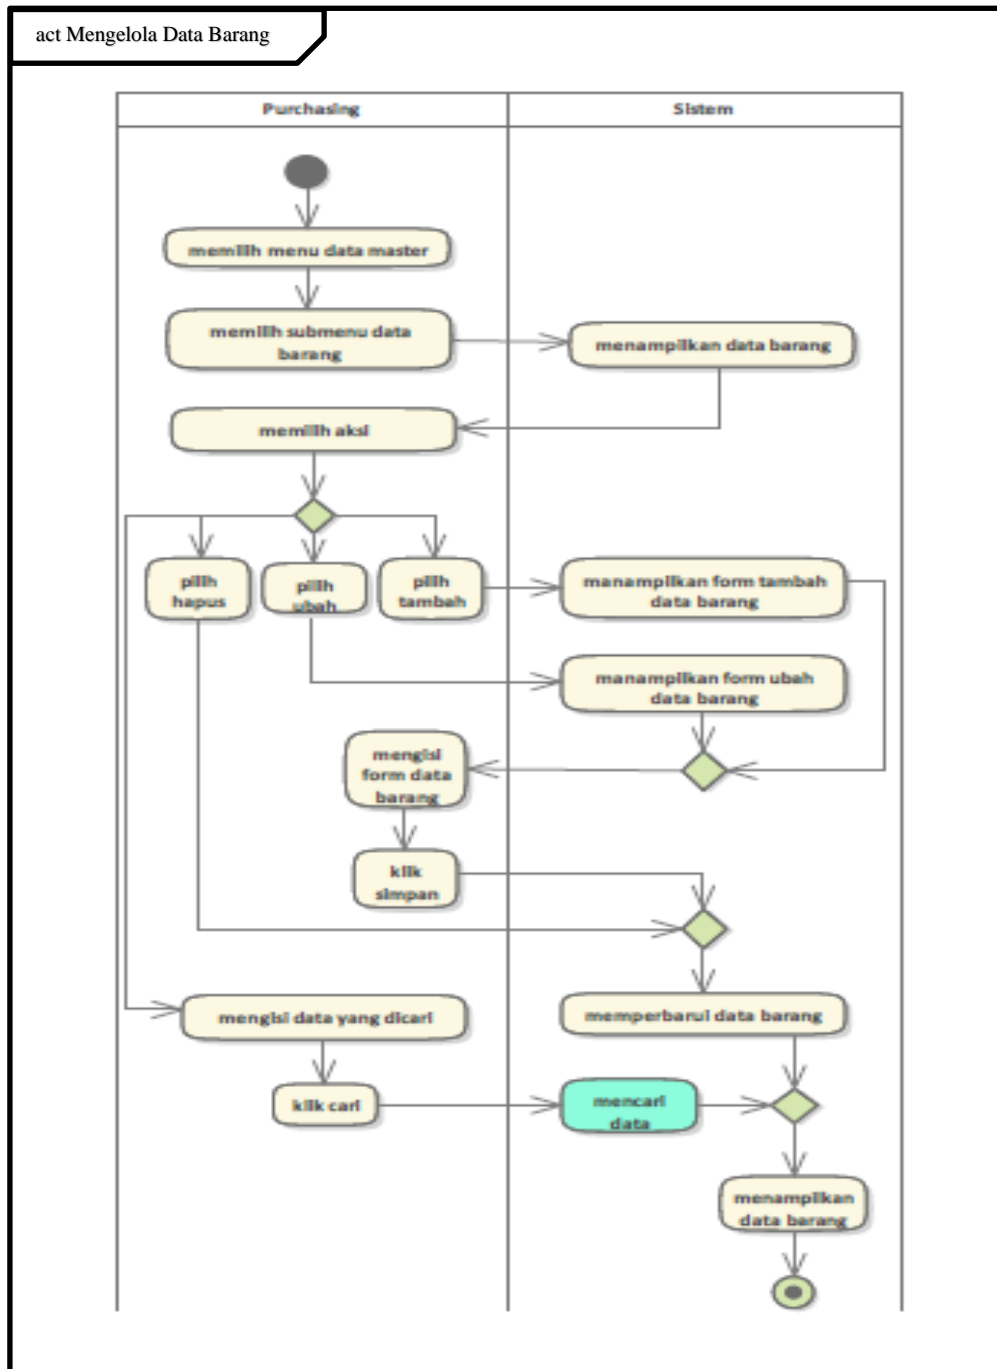 act Mengelola Data Barang
Purchasing
Sistem
memilih menu data master
memilih submenu data
barang
menampilkan data barang
memilih aksi
pilih
hapus
pilih
ubah
pilih
tambah
manampilkan form tambah
data barang
manampilkan form ubah
data barang
mengisi
form data
barang
klik
simpan
mengisi data yang dicari
memperbarui data barang
klik cari
mencari
data
menampilkan
data barang